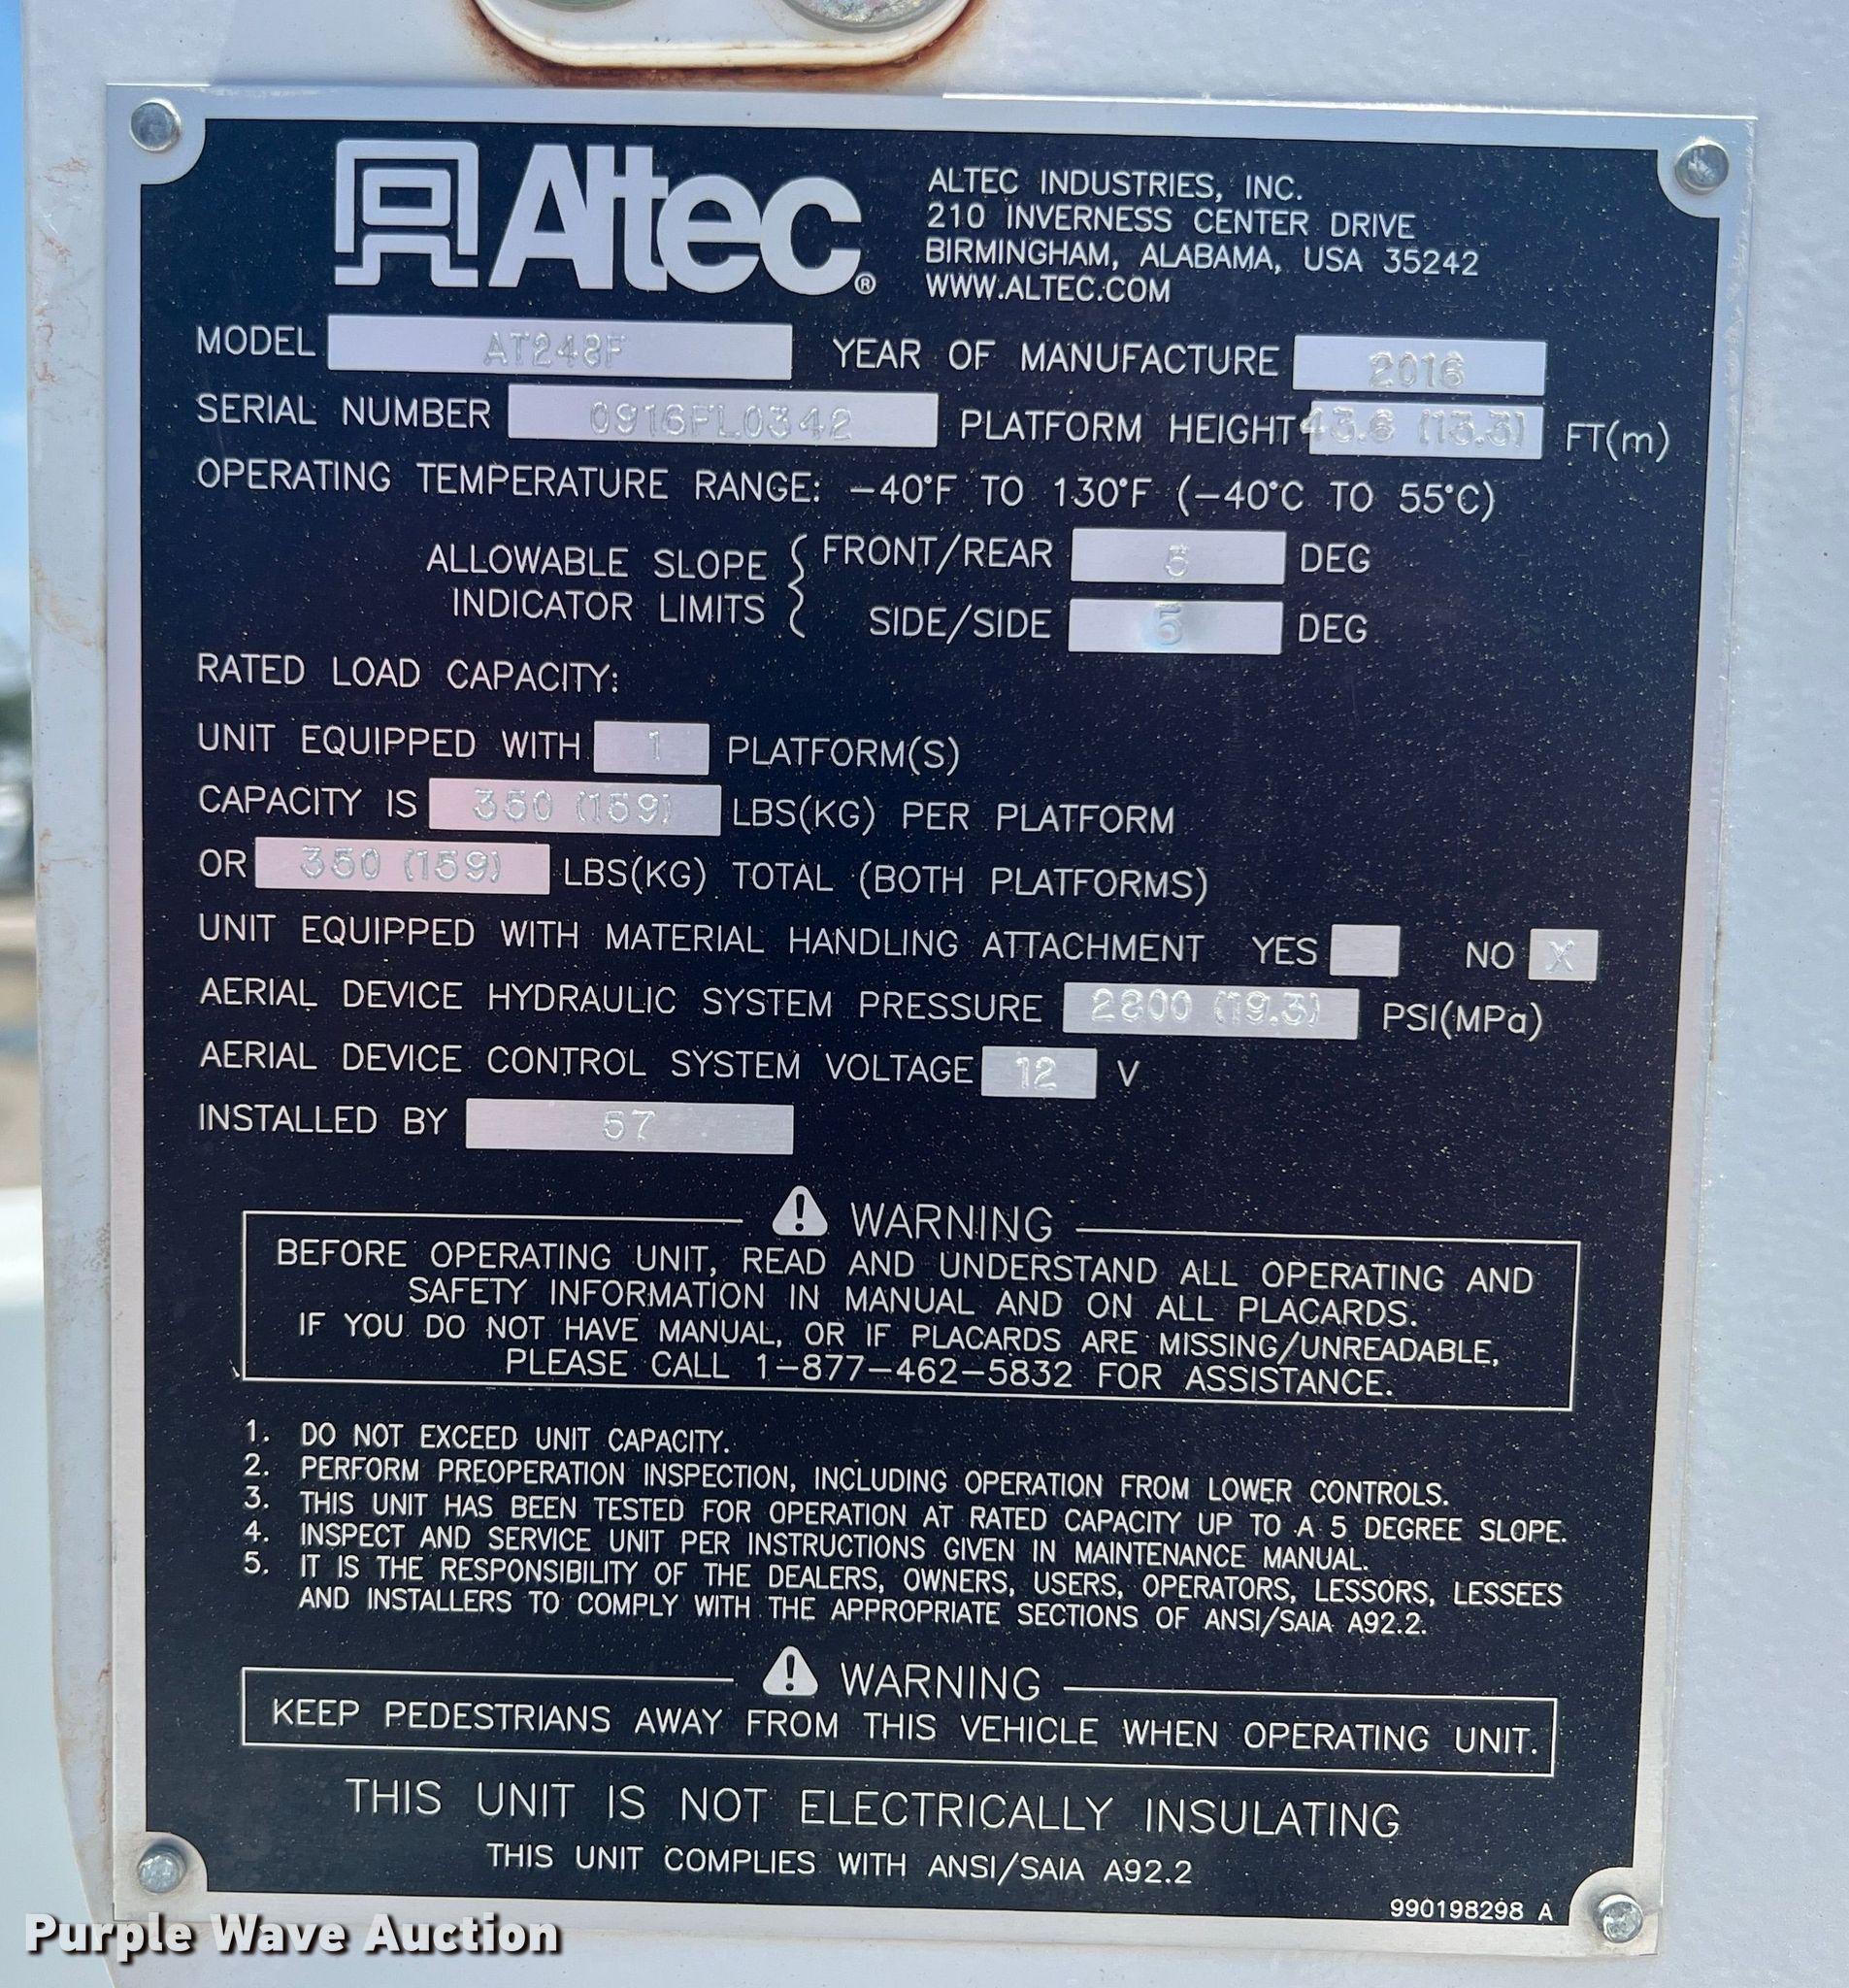 Altec®
ALTEC INDUSTRIES, INC.
210 INVERNESS CENTER DRIVE
BIRMINGHAM, ALABAMA, USA 35242
WWW.ALTEC.COM
MODEL AT248F YEAR OF MANUFACTURE 2016
SERIAL NUMBER 0916FL0342 PLATFORM HEIGHT 43.6 (13.3) FT(m)
OPERATING TEMPERATURE RANGE: -40°F TO 130°F (-40°C TO 55°C)
ALLOWABLE SLOPE INDICATOR LIMITS { FRONT/REAR 5 DEG
SIDE/SIDE 5 DEG
RATED LOAD CAPACITY:
UNIT EQUIPPED WITH 1 PLATFORM(S)
CAPACITY IS 350 (159) LBS(KG) PER PLATFORM
OR 350 (159) LBS(KG) TOTAL (BOTH PLATFORMS)
UNIT EQUIPPED WITH MATERIAL HANDLING ATTACHMENT YES NO X
AERIAL DEVICE HYDRAULIC SYSTEM PRESSURE 2800 (19.3) PSI(MPa)
AERIAL DEVICE CONTROL SYSTEM VOLTAGE 12 V
INSTALLED BY 57
! WARNING
BEFORE OPERATING UNIT, READ AND UNDERSTAND ALL OPERATING AND
SAFETY INFORMATION IN MANUAL AND ON ALL PLACARDS.
IF YOU DO NOT HAVE MANUAL, OR IF PLACARDS ARE MISSING/UNREADABLE,
PLEASE CALL 1-877-462-5832 FOR ASSISTANCE.
1. DO NOT EXCEED UNIT CAPACITY.
2. PERFORM PREOPERATION INSPECTION, INCLUDING OPERATION FROM LOWER CONTROLS.
3. THIS UNIT HAS BEEN TESTED FOR OPERATION AT RATED CAPACITY UP TO A 5 DEGREE SLOPE.
4. INSPECT AND SERVICE UNIT PER INSTRUCTIONS GIVEN IN MAINTENANCE MANUAL.
5. IT IS THE RESPONSIBILITY OF THE DEALERS, OWNERS, USERS, OPERATORS, LESSORS, LESSEES
AND INSTALLERS TO COMPLY WITH THE APPROPRIATE SECTIONS OF ANSI/SAIA A92.2.
! WARNING
KEEP PEDESTRIANS AWAY FROM THIS VEHICLE WHEN OPERATING UNIT.
THIS UNIT IS NOT ELECTRICALLY INSULATING
THIS UNIT COMPLIES WITH ANSI/SAIA A92.2
990198298 A
Purple Wave Auction